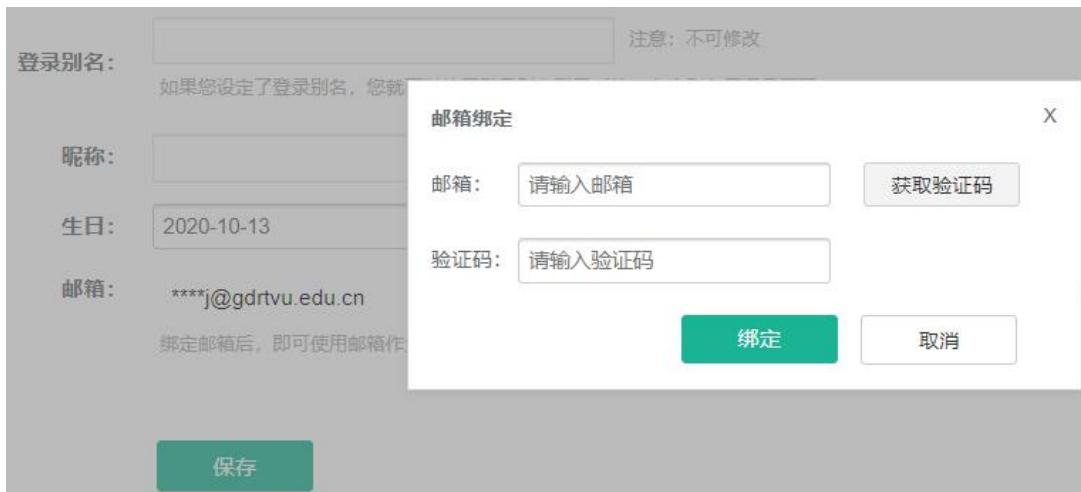 注意：不可修改
登录别名：
如果您设定了登录别名，您就
邮箱绑定
X
昵称：
邮箱：
请输入邮箱
获取验证码
生日：
2020-10-13
验证码：
请输入验证码
邮箱：
****j@gdrtvu.edu.cn
绑定邮箱后，即可使用邮箱作
绑定
取消
保存